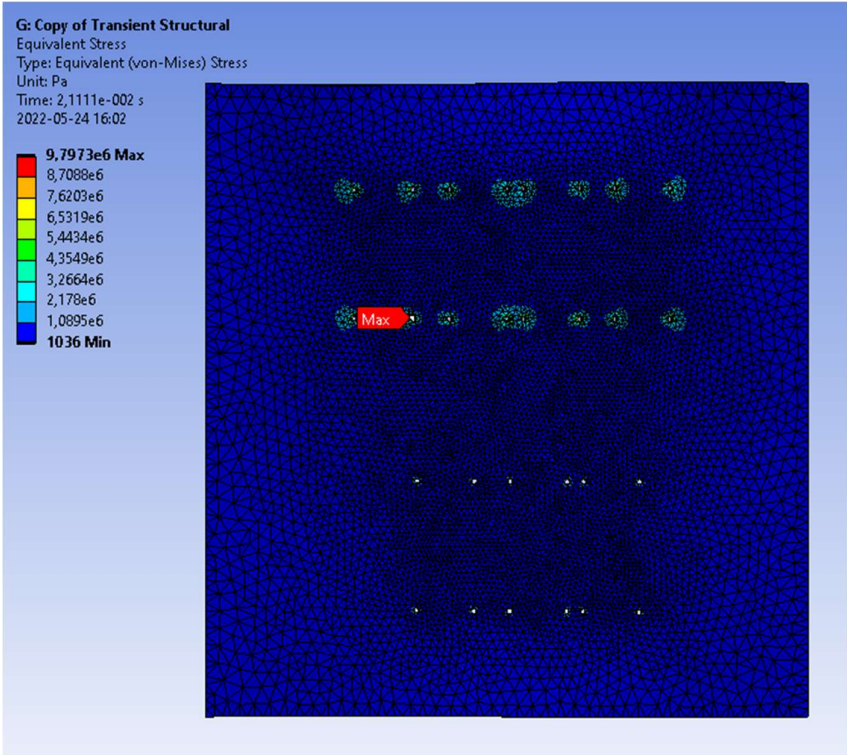 G: Copy of Transient Structural
Equivalent Stress
Type: Equivalent (von-Mises) Stress
Unit: Pa
Time: 2,1111e-002 s
2022-05-24 16:02
9,7973e6 Max
8,7088e6
7,6203e6
6,5319e6
5,4434e6
4,3549e6
3,2664e6
2,178e6
1,0895e6
1036 Min
Max